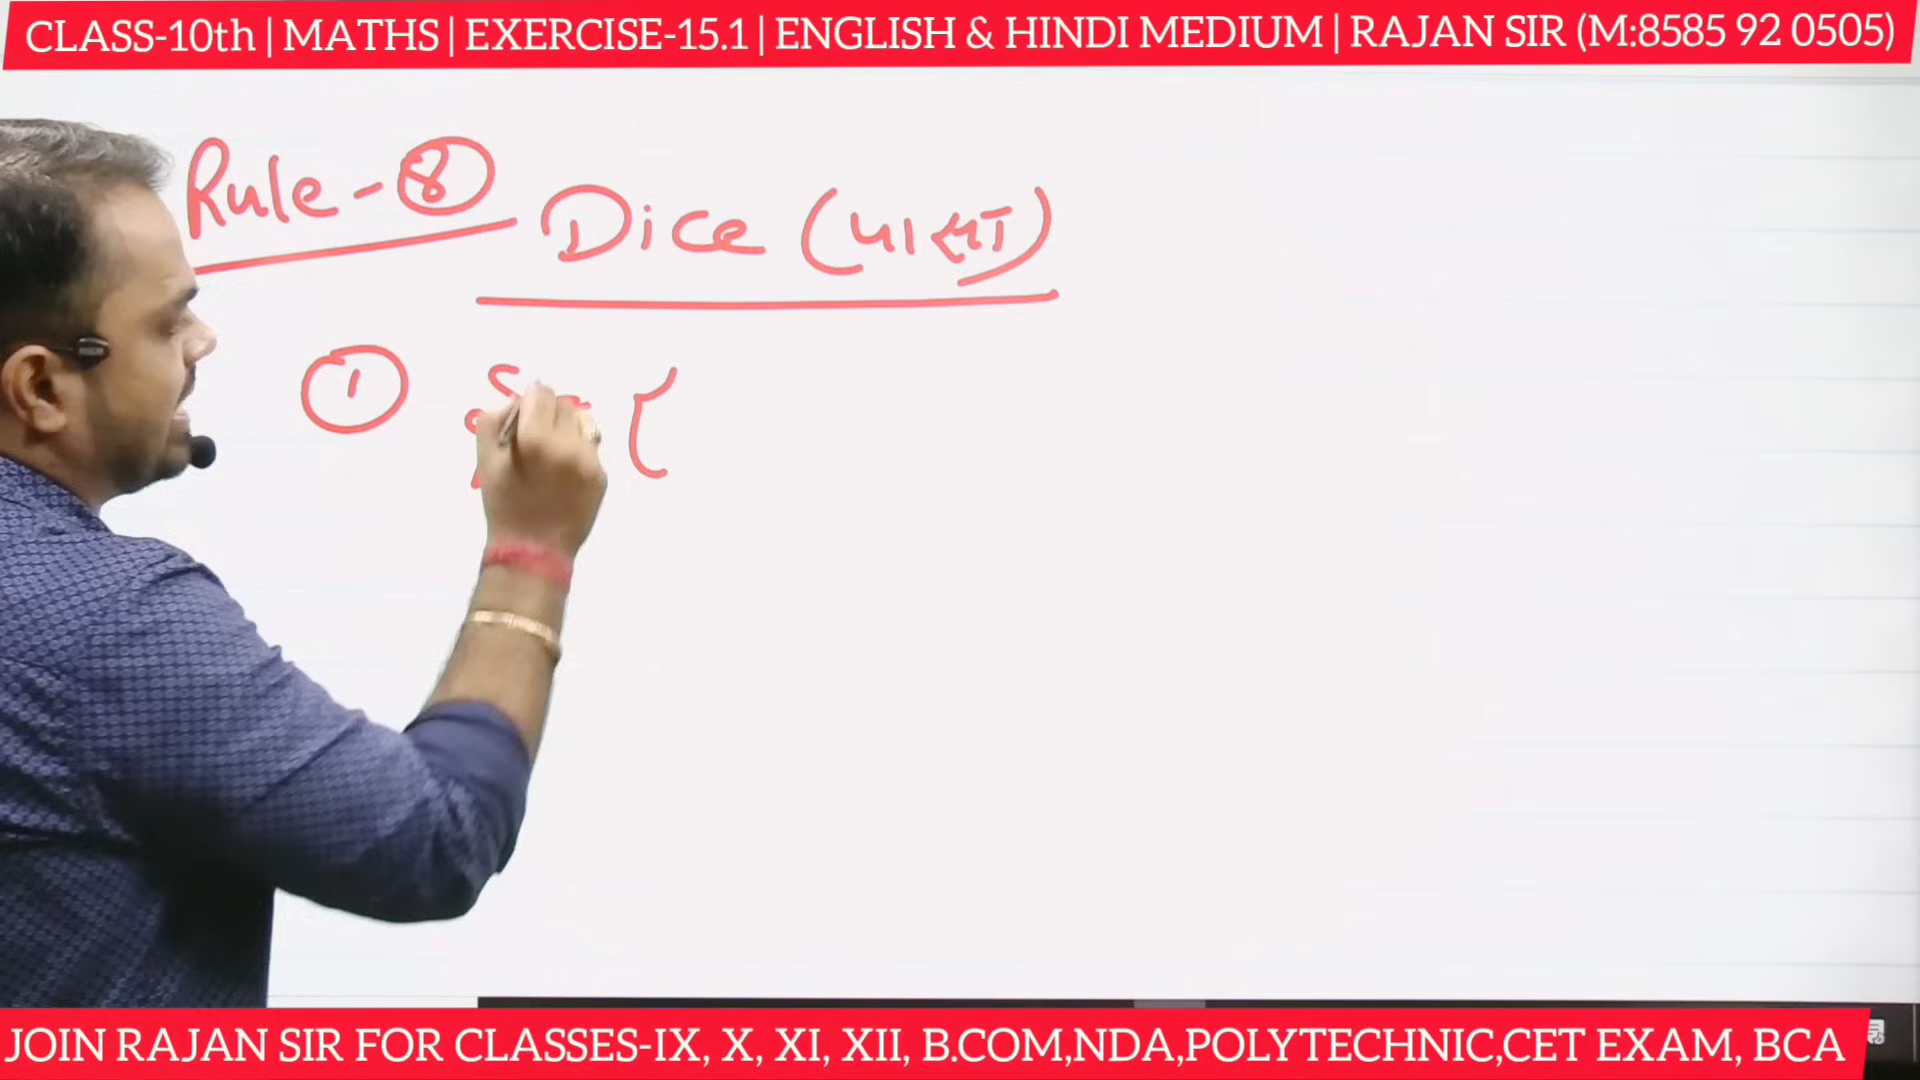 CLASS-10th | MATHS | EXERCISE-15.1 | ENGLISH & HINDI MEDIUM | RAJAN SIR (M:8585 92 0505)
Rule-8 Dice (पासा)
1 (
JOIN RAJAN SIR FOR CLASSES-IX, X, XI, XII, B.COM,NDA,POLYTECHNIC,CET EXAM, BCA